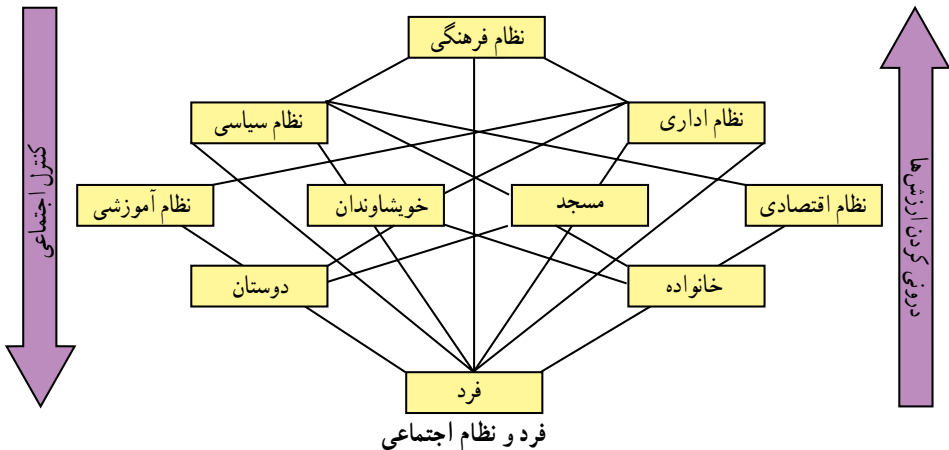 نظام فرهنگی
نظام اداری
نظام سیاسی
نظام اقتصادی
مسجد
خویشاوندان
نظام آموزشی
خانواده
دوستان
فرد
فرد و نظام اجتماعی
درونی کردن ارزش‌ها
کنترل اجتماعی